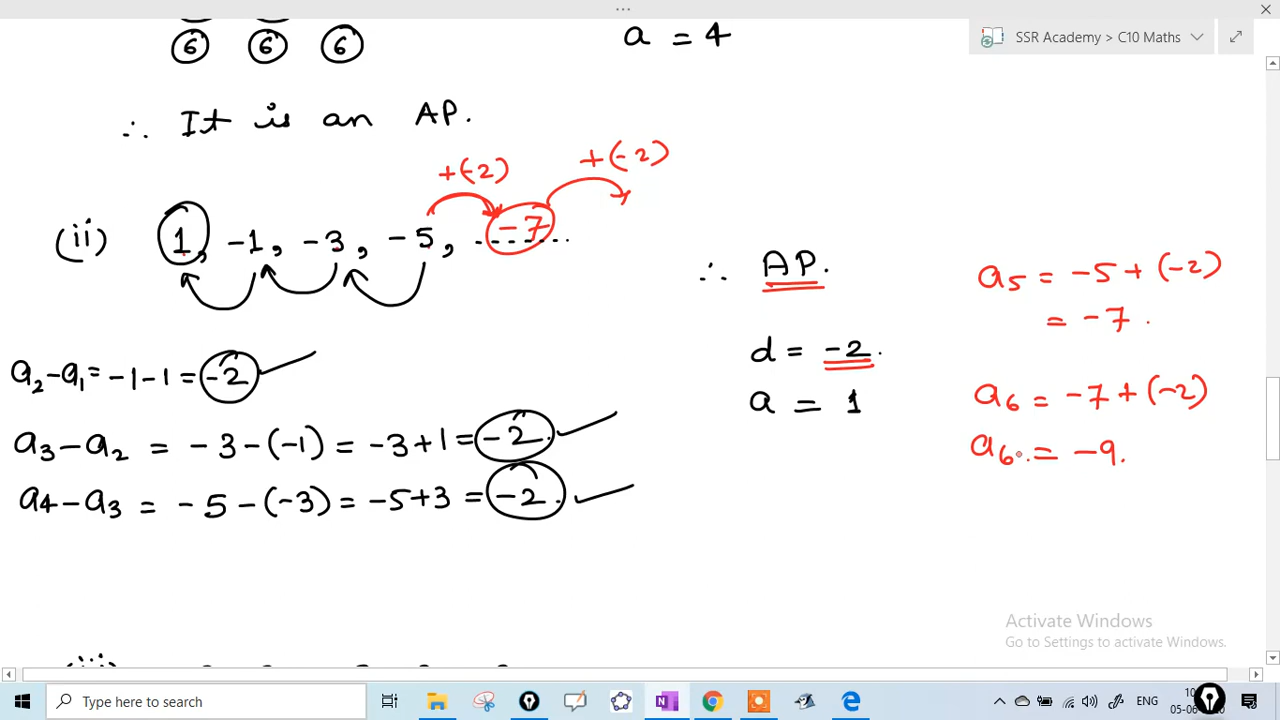 ...
SSR Academy > C10 Maths
6 6 6
a = 4
∴ It is an AP.
+(-2) +(-2)
(ii) 1, -1, -3, -5, -7 .......
∴ AP.
d = -2.
a = 1
a5 = -5 + (-2)
= -7.
a6 = -7 + (-2)
a6 = -9.
a2 - a1 = -1 - 1 = -2
a3 - a2 = -3 - (-1) = -3 + 1 = -2.
a4 - a3 = -5 - (-3) = -5 + 3 = -2.
Activate Windows
Go to Settings to activate Windows.
Type here to search
ENG